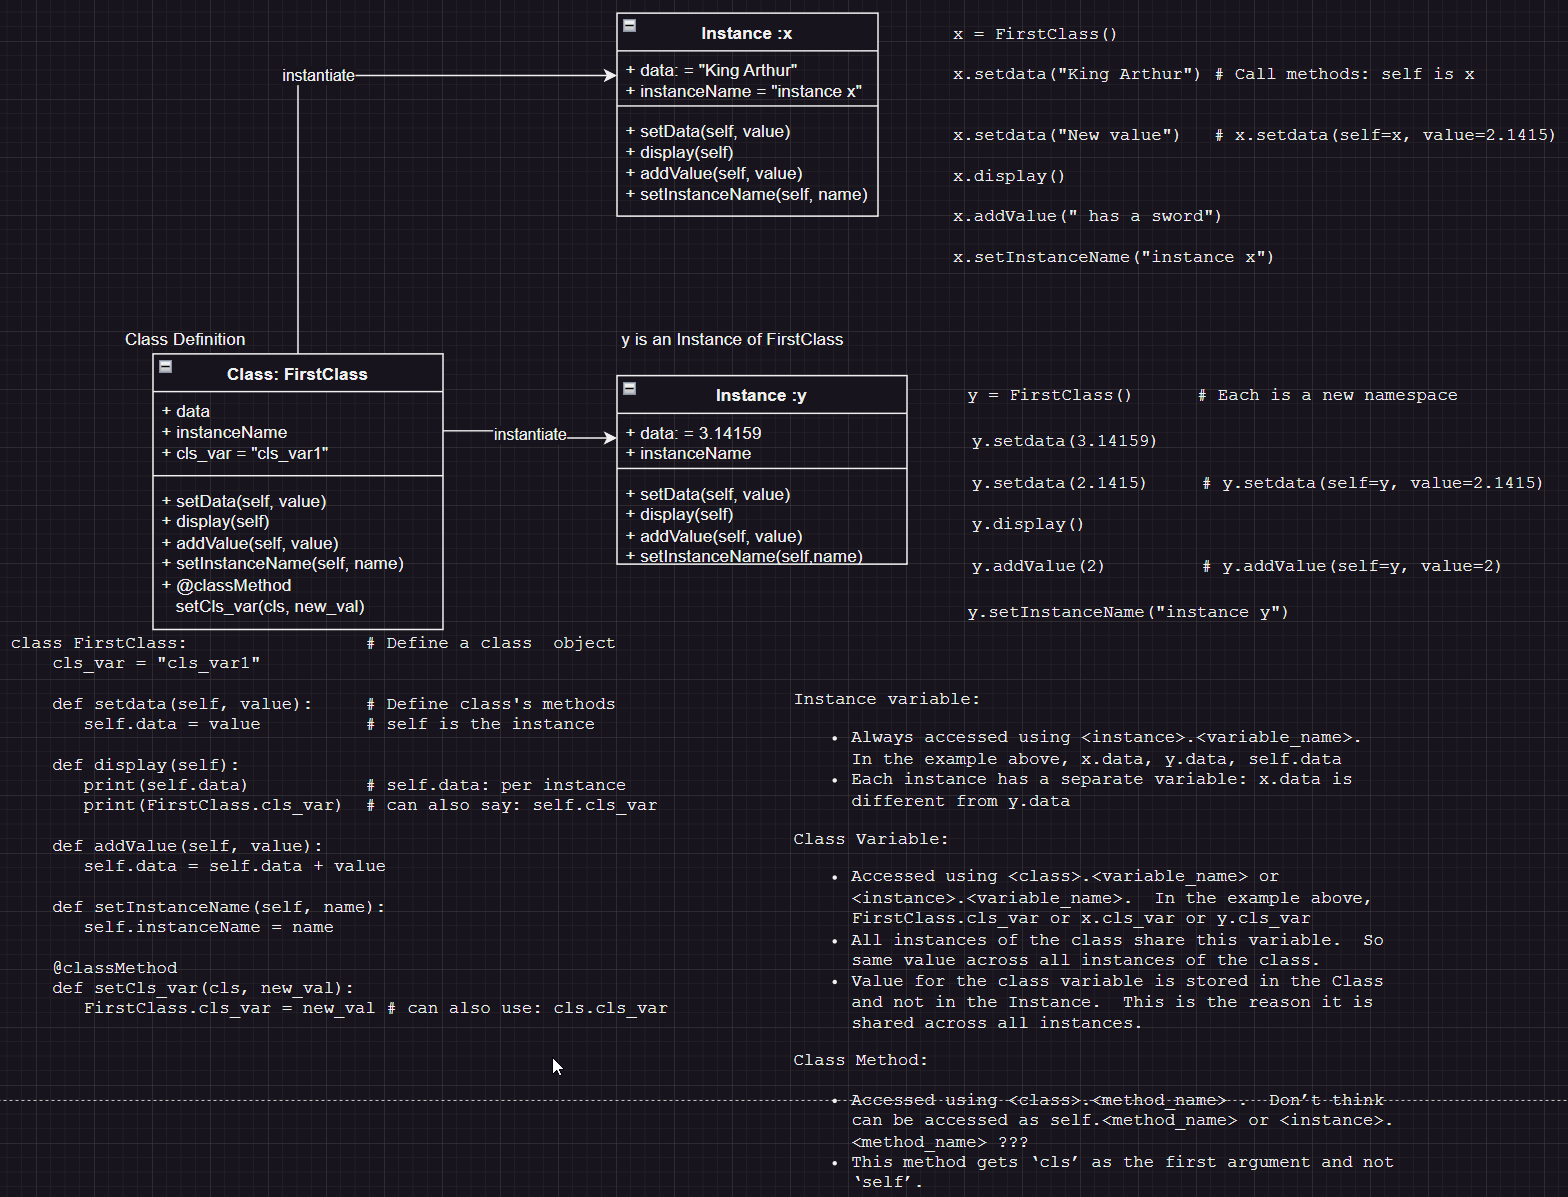 Instance :x
+ data: = "King Arthur"
+ instanceName = "instance x"
+ setData(self, value)
+ display(self)
+ addValue(self, value)
+ setInstanceName(self, name)
x = FirstClass()
x.setdata("King Arthur") # Call methods: self is x
x.setdata("New value")   # x.setdata(self=x, value=2.1415)
x.display()
x.addValue(" has a sword")
x.setInstanceName("instance x")
instantiate
Class Definition
Class: FirstClass
+ data
+ instanceName
+ cls_var = "cls_var1"
+ setData(self, value)
+ display(self)
+ addValue(self, value)
+ setInstanceName(self, name)
+ @classMethod
setCls_var(cls, new_val)
instantiate
y is an Instance of FirstClass
Instance :y
+ data: = 3.14159
+ instanceName
+ setData(self, value)
+ display(self)
+ addValue(self, value)
+ setInstanceName(self,name)
y = FirstClass()      # Each is a new namespace
y.setdata(3.14159)
y.setdata(2.1415)     # y.setdata(self=y, value=2.1415)
y.display()
y.addValue(2)         # y.addValue(self=y, value=2)
y.setInstanceName("instance y")
class FirstClass:                 # Define a class  object
    cls_var = "cls_var1"
    def setdata(self, value):     # Define class's methods
       self.data = value          # self is the instance
    def display(self):
       print(self.data)           # self.data: per instance
       print(FirstClass.cls_var)  # can also say: self.cls_var
    def addValue(self, value):
       self.data = self.data + value
    def setInstanceName(self, name):
       self.instanceName = name
    @classMethod
    def setCls_var(cls, new_val):
       FirstClass.cls_var = new_val # can also use: cls.cls_var
Instance variable:
• Always accessed using <instance>.<variable_name>.
In the example above, x.data, y.data, self.data
• Each instance has a separate variable: x.data is
different from y.data
Class Variable:
• Accessed using <class>.<variable_name> or
<instance>.<variable_name>.  In the example above,
FirstClass.cls_var or x.cls_var or y.cls_var
• All instances of the class share this variable.  So
same value across all instances of the class.
• Value for the class variable is stored in the Class
and not in the Instance.  This is the reason it is
shared across all instances.
Class Method:
• Accessed using <class>.<method_name> .  Don’t think
can be accessed as self.<method_name> or <instance>.
<method_name> ???
• This method gets ‘cls’ as the first argument and not
‘self’.